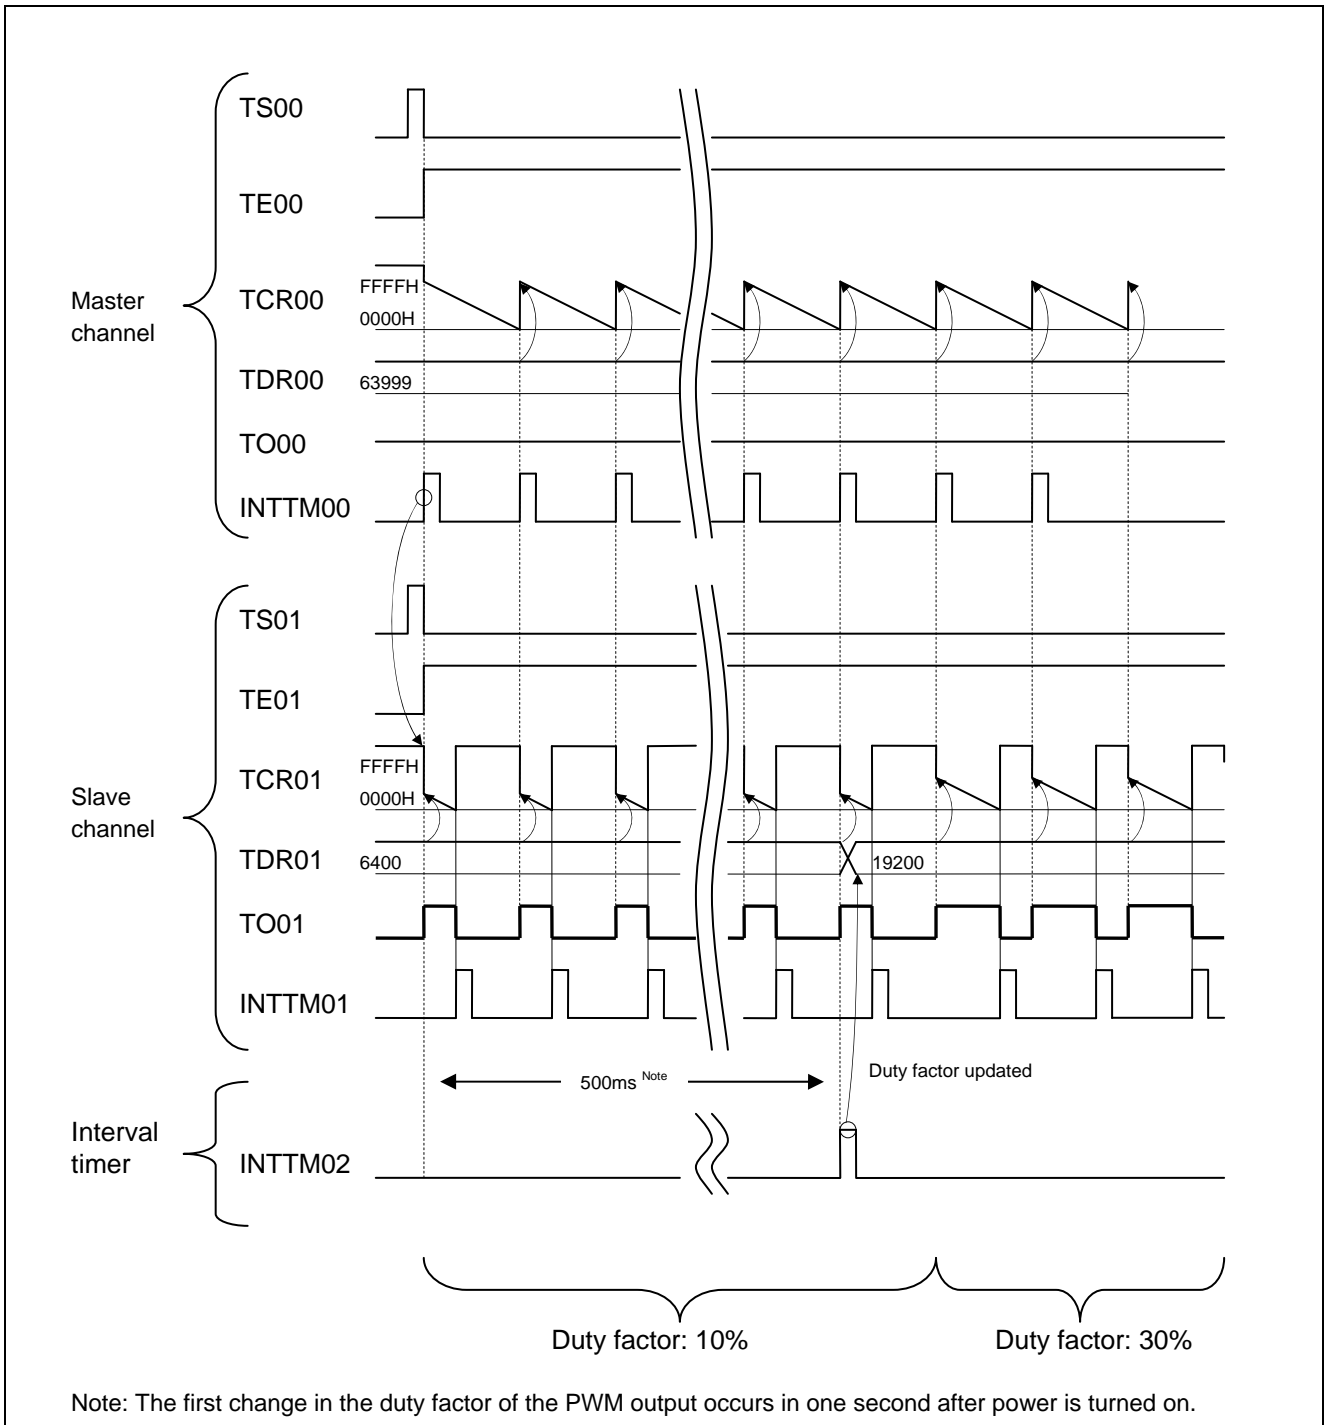 TS00
TE00
Master
channel
TCR00
FFFFH
0000H
TDR00
63999
TO00
INTTM00
TS01
TE01
Slave
channel
TCR01
FFFFH
0000H
TDR01
6400
19200
TO01
INTTM01
500ms Note
Duty factor updated
Interval
timer
INTTM02
Duty factor: 10%
Duty factor: 30%
Note: The first change in the duty factor of the PWM output occurs in one second after power is turned on.